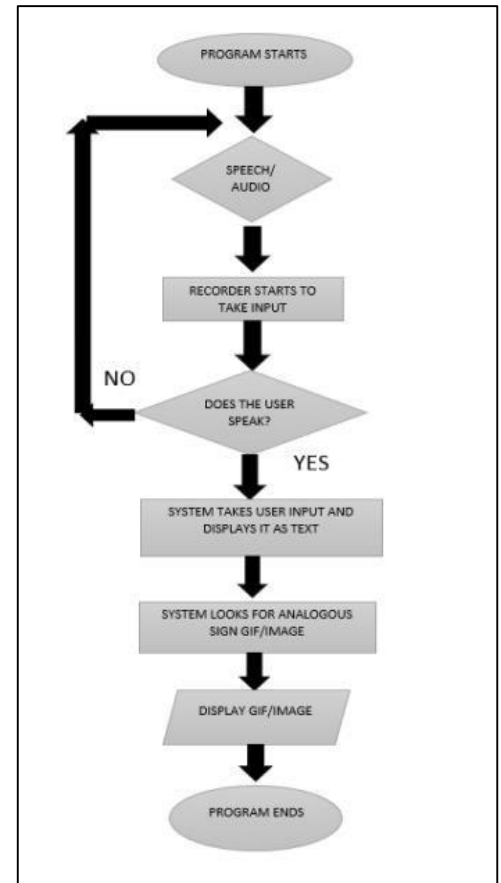 PROGRAM STARTS
SPEECH/
AUDIO
RECORDER STARTS TO
TAKE INPUT
NO
DOES THE USER
SPEAK?
YES
SYSTEM TAKES USER INPUT AND
DISPLAYS IT AS TEXT
SYSTEM LOOKS FOR ANALOGOUS
SIGN GIF/IMAGE
DISPLAY GIF/IMAGE
PROGRAM ENDS